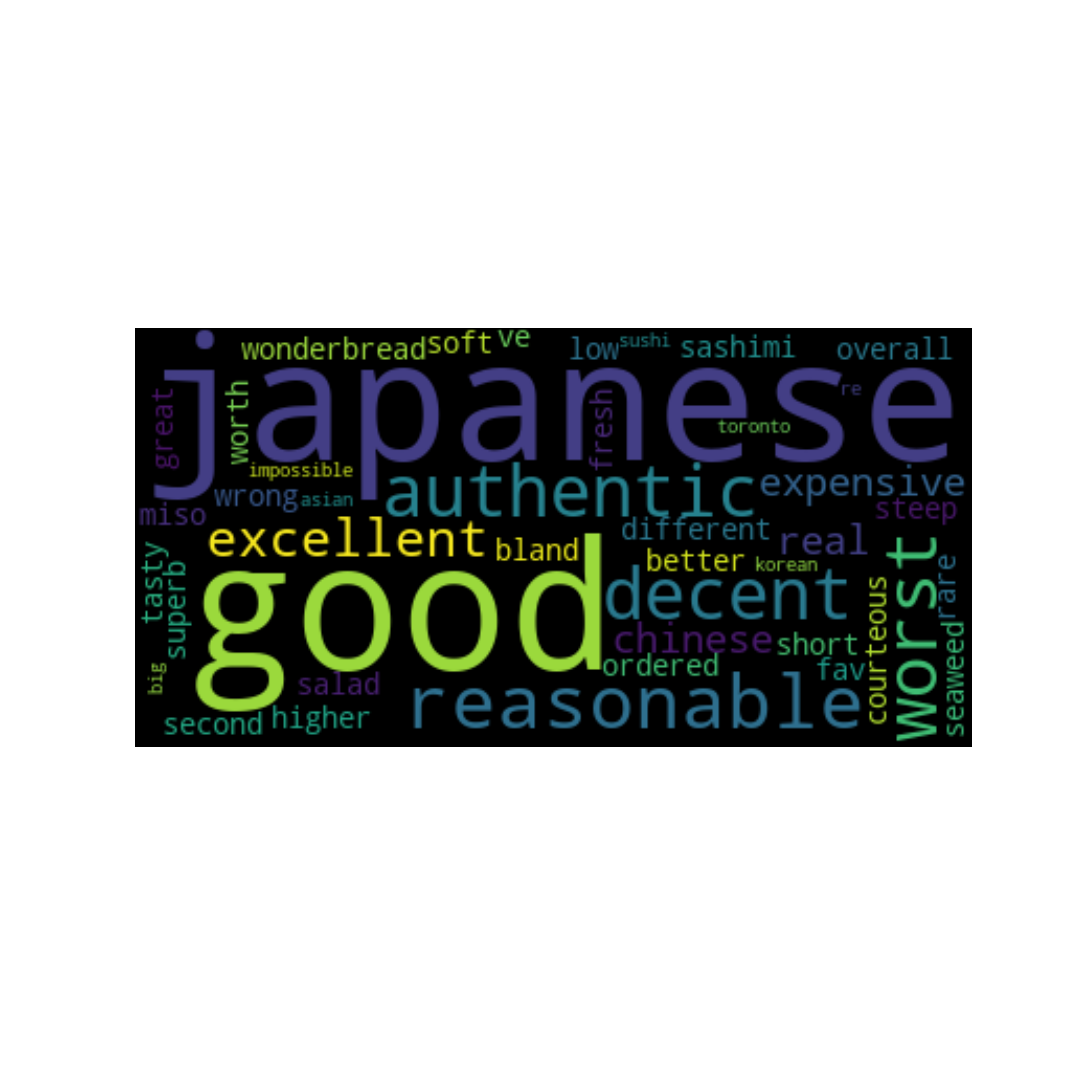 wonderbread
soft
ve
low
sushi
sashimi
overall
japanese
great
worth
fresh
re
toronto
impossible
wrong
asian
authentic
expensive
miso
steep
excellent
different
real
bland
better
korean
worst
rare
tasty
superb
good
decent
courteous
chinese
short
seaweed
ordered
fav
big
salad
reasonable
second
higher